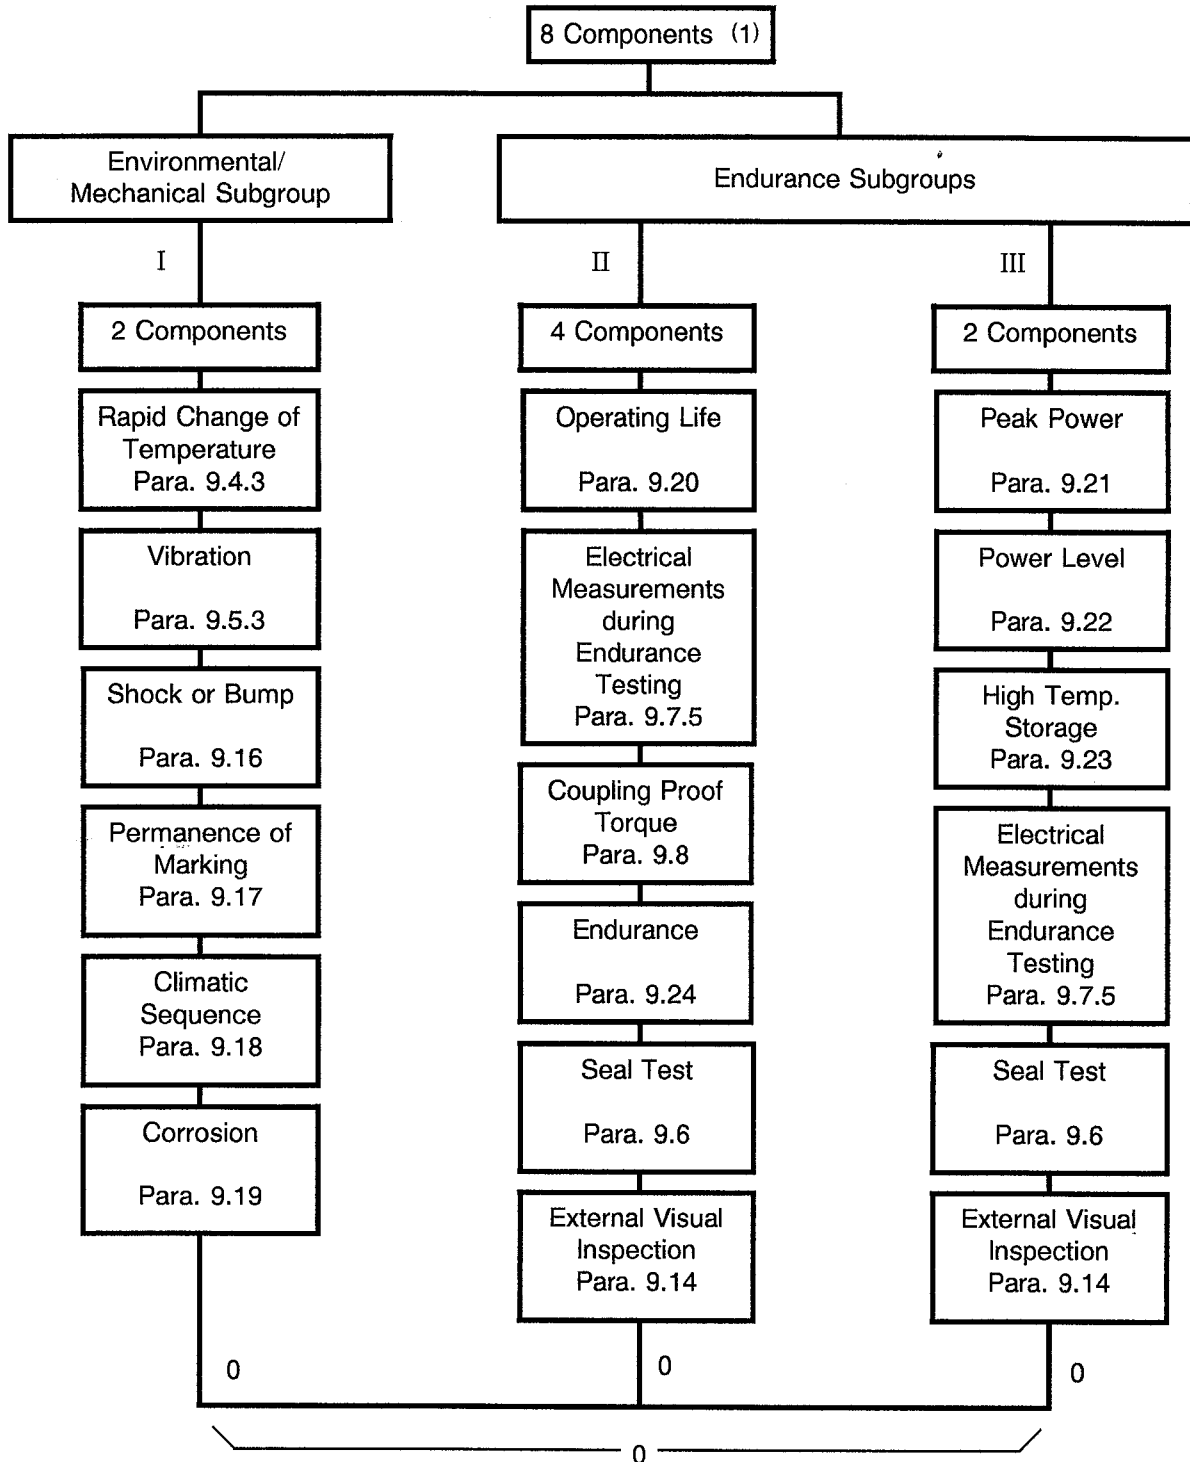 8 Components (1)
Environmental/
Mechanical Subgroup
Endurance Subgroups
I
II
III
2 Components
Rapid Change of
Temperature
Para. 9.4.3
Vibration
Para. 9.5.3
Shock or Bump
Para. 9.16
Permanence of
Marking
Para. 9.17
Climatic
Sequence
Para. 9.18
Corrosion
Para. 9.19
0
4 Components
Operating Life
Para. 9.20
Electrical
Measurements
during
Endurance
Testing
Para. 9.7.5
Coupling Proof
Torque
Para. 9.8
Endurance
Para. 9.24
Seal Test
Para. 9.6
External Visual
Inspection
Para. 9.14
0
2 Components
Peak Power
Para. 9.21
Power Level
Para. 9.22
High Temp.
Storage
Para. 9.23
Electrical
Measurements
during
Endurance
Testing
Para. 9.7.5
Seal Test
Para. 9.6
External Visual
Inspection
Para. 9.14
0
0